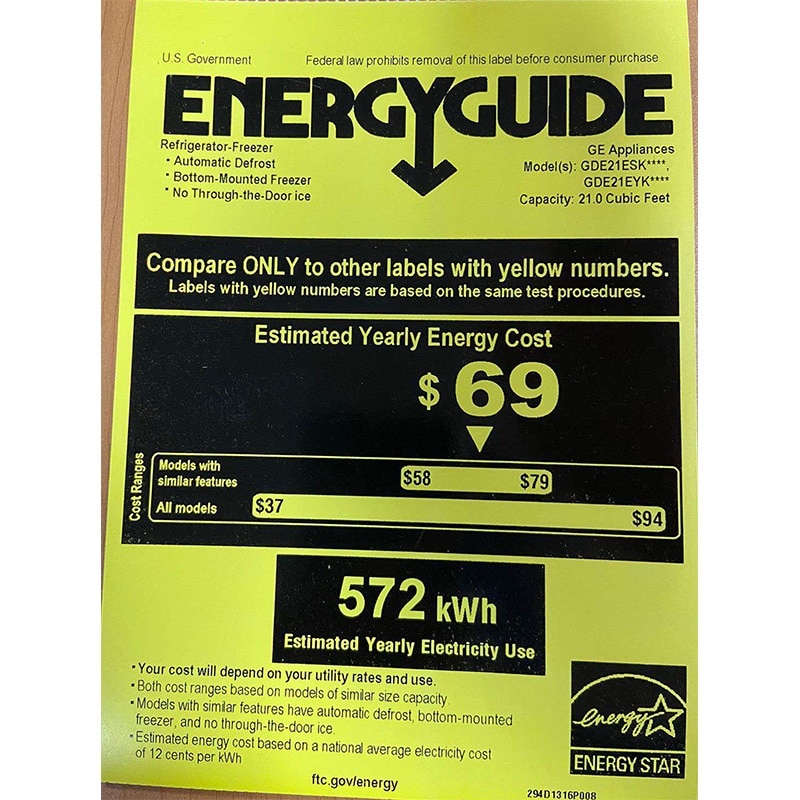 U.S. Government Federal law prohibits removal of this label before consumer purchase.
ENERGYGUIDE
Refrigerator-Freezer
• Automatic Defrost
• Bottom-Mounted Freezer
• No Through-the-Door ice
GE Appliances
Model(s): GDE21ESK****,
GDE21EYK****
Capacity: 21.0 Cubic Feet
Compare ONLY to other labels with yellow numbers.
Labels with yellow numbers are based on the same test procedures.
Estimated Yearly Energy Cost
$ 69
Cost Ranges
Models with
similar features
$58 $79
All models $37 $94
572 kWh
Estimated Yearly Electricity Use
• Your cost will depend on your utility rates and use.
• Both cost ranges based on models of similar size capacity.
• Models with similar features have automatic defrost, bottom-mounted
freezer, and no through-the-door ice.
• Estimated energy cost based on a national average electricity cost
of 12 cents per kWh
ftc.gov/energy
energy
ENERGY STAR
294D1316P008